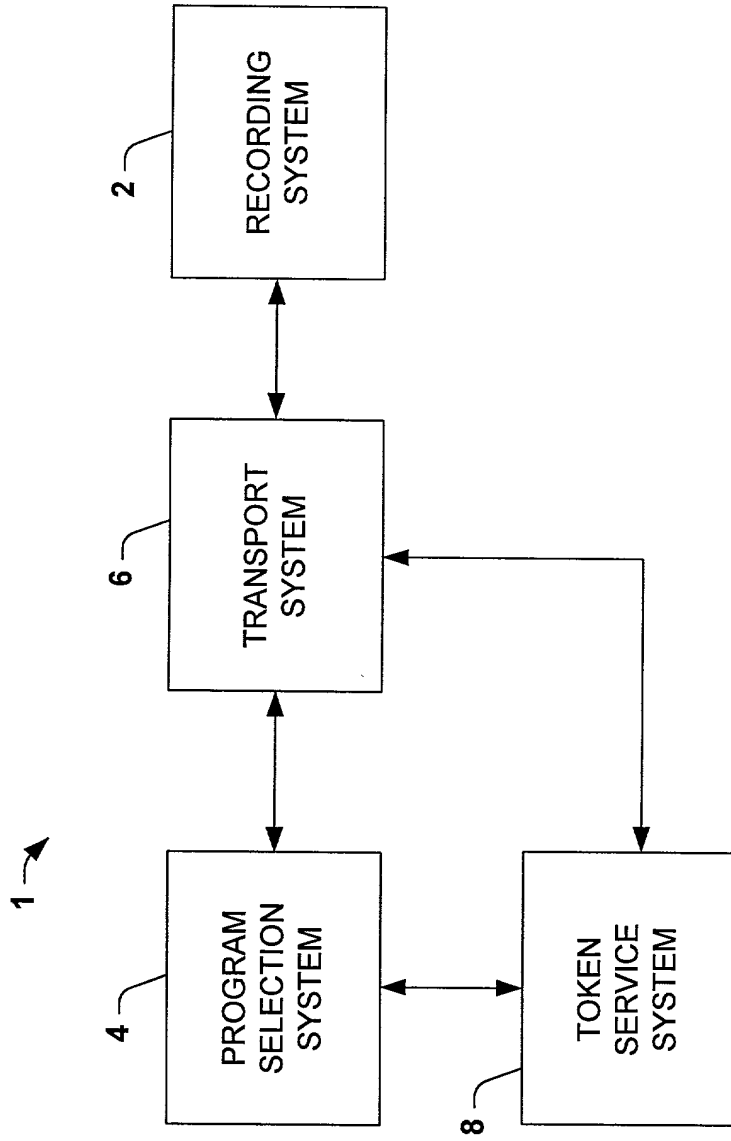 1
4
PROGRAM
SELECTION
SYSTEM
6
TRANSPORT
SYSTEM
2
RECORDING
SYSTEM
8
TOKEN
SERVICE
SYSTEM